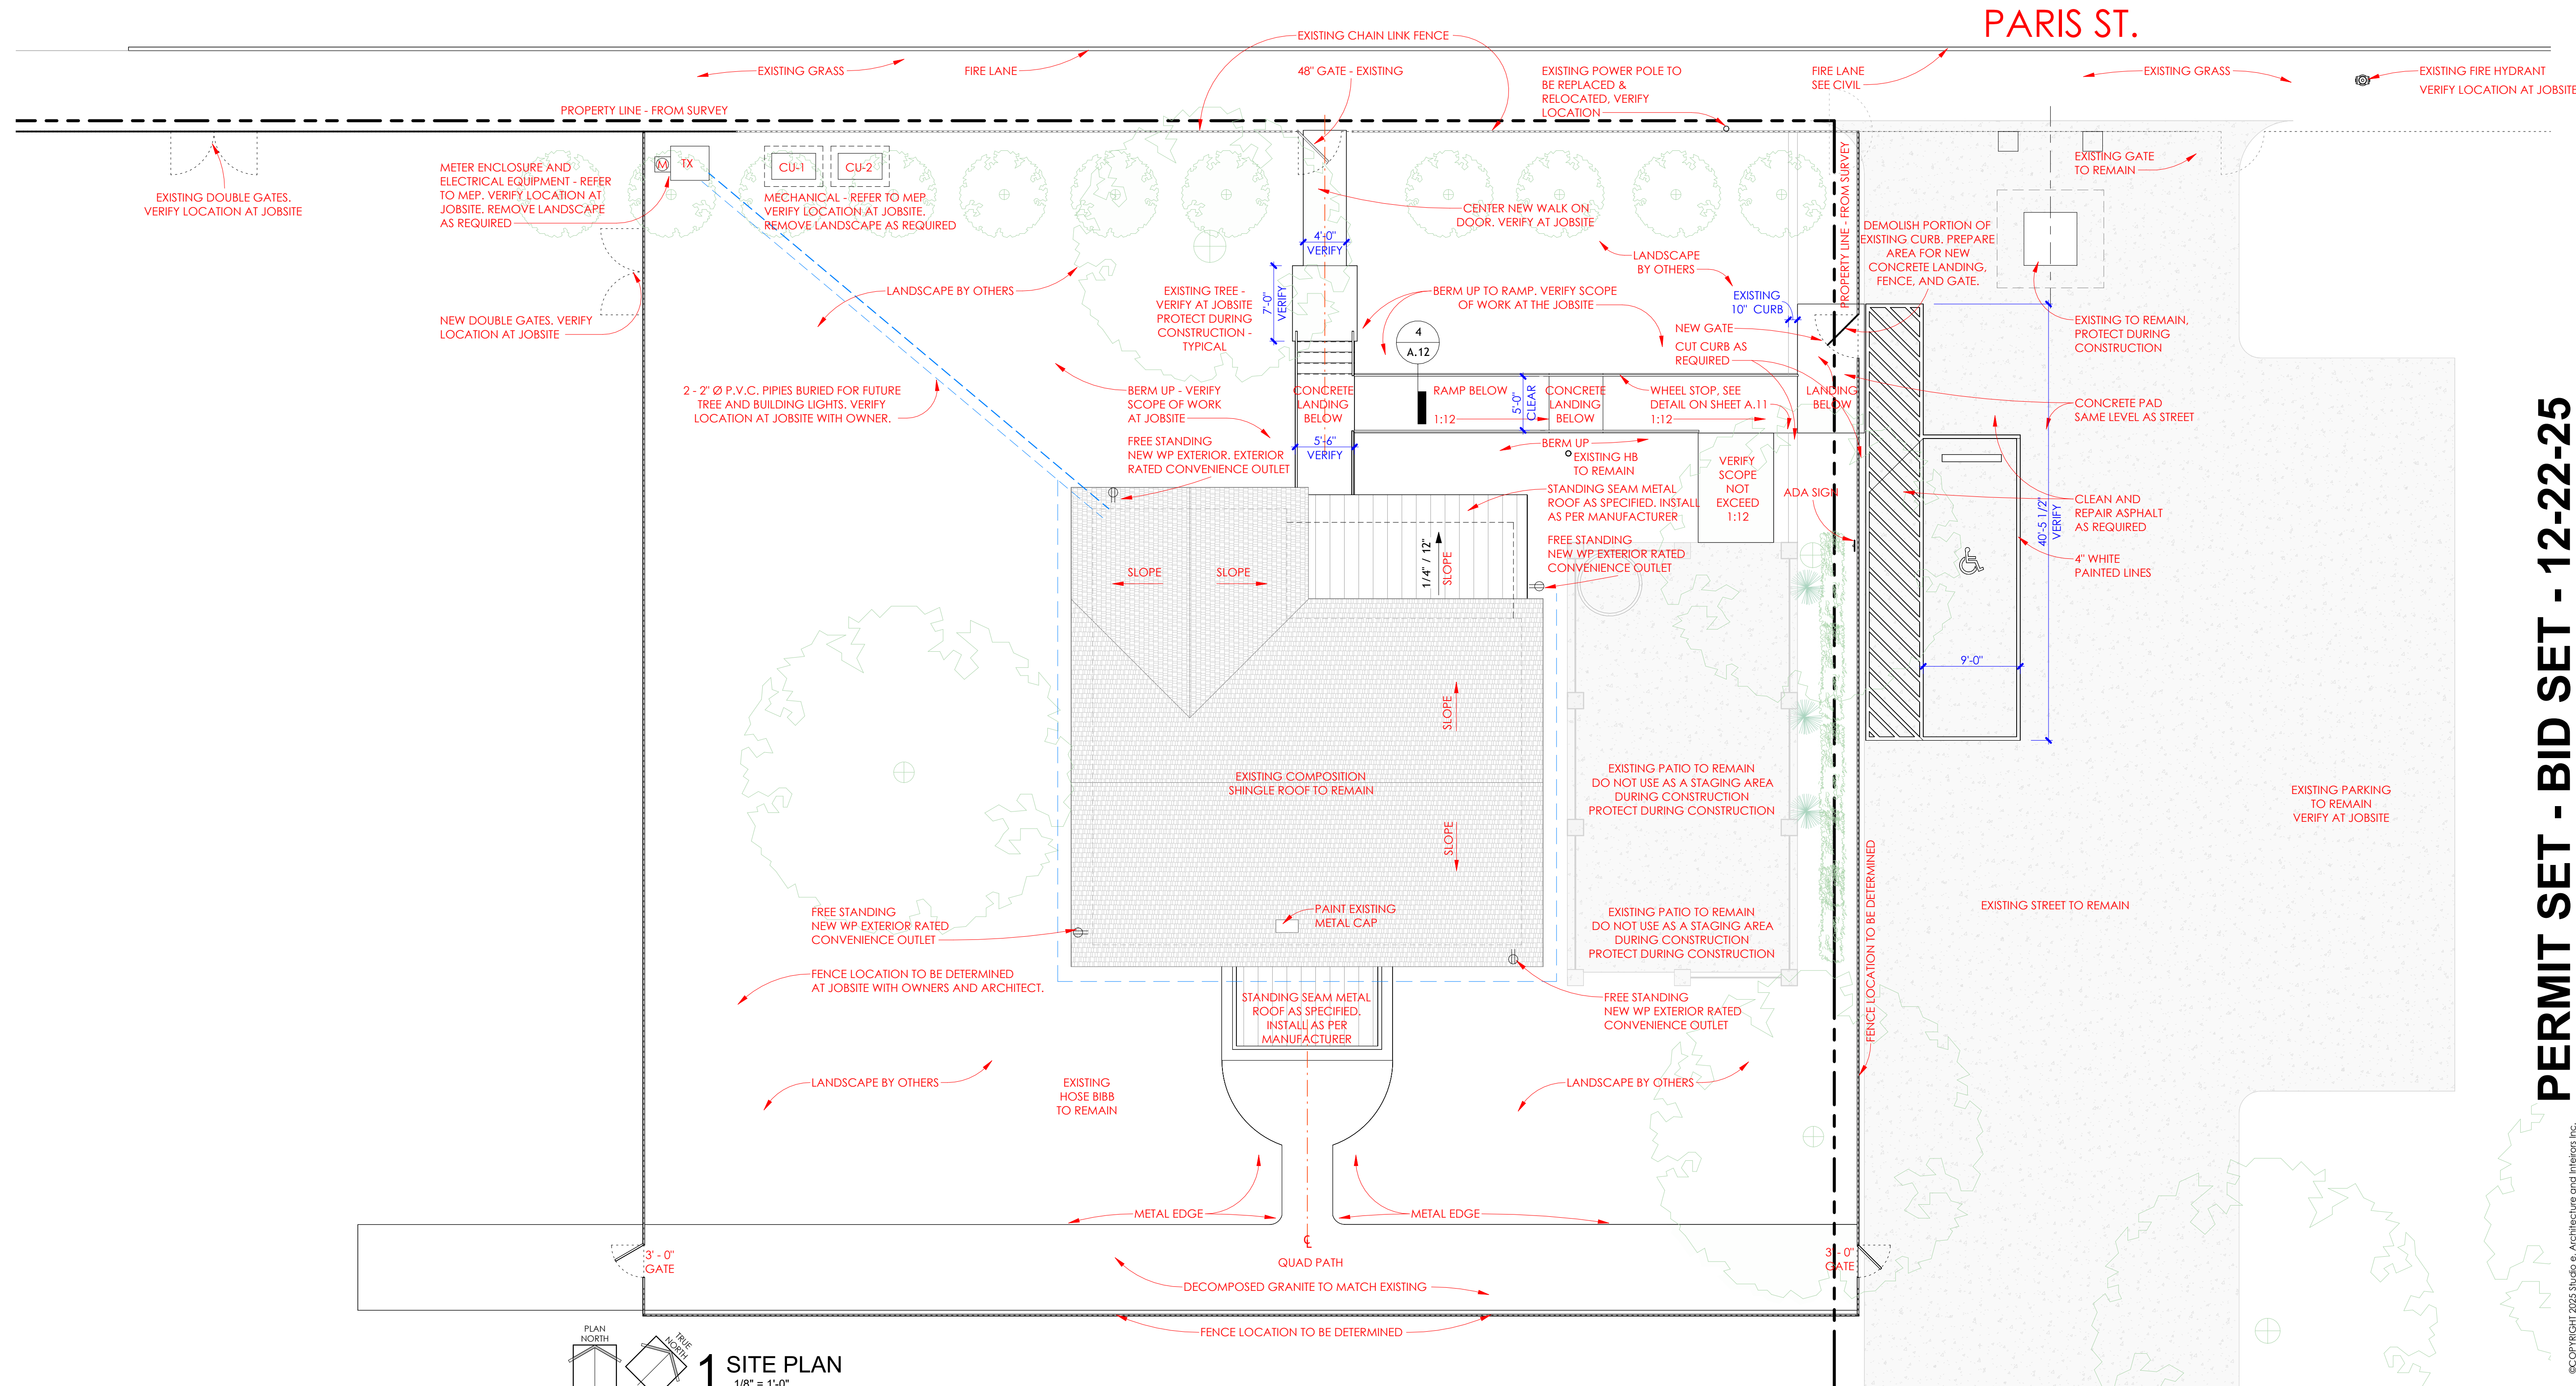 PARIS ST.
EXISTING CHAIN LINK FENCE
EXISTING GRASS
FIRE LANE
48" GATE - EXISTING
EXISTING POWER POLE TO
BE REPLACED &
RELOCATED, VERIFY
LOCATION
FIRE LANE
SEE CIVIL
EXISTING GRASS
EXISTING FIRE HYDRANT
VERIFY LOCATION AT JOBSITE
PROPERTY LINE - FROM SURVEY
EXISTING DOUBLE GATES.
VERIFY LOCATION AT JOBSITE
METER ENCLOSURE AND
ELECTRICAL EQUIPMENT - REFER
TO MEP. VERIFY LOCATION AT
JOBSITE. REMOVE LANDSCAPE
AS REQUIRED
M
TX
CU-1
CU-2
MECHANICAL - REFER TO MEP
VERIFY LOCATION AT JOBSITE.
REMOVE LANDSCAPE AS REQUIRED
CENTER NEW WALK ON
DOOR. VERIFY AT JOBSITE
4'-0"
VERIFY
LANDSCAPE
BY OTHERS
PROPERTY LINE - FROM SURVEY
EXISTING GATE
TO REMAIN
DEMOLISH PORTION OF
EXISTING CURB. PREPARE
AREA FOR NEW
CONCRETE LANDING,
FENCE, AND GATE.
NEW DOUBLE GATES. VERIFY
LOCATION AT JOBSITE
LANDSCAPE BY OTHERS
EXISTING TREE -
VERIFY AT JOBSITE
PROTECT DURING
CONSTRUCTION -
TYPICAL
7'-0"
VERIFY
BERM UP TO RAMP. VERIFY SCOPE
OF WORK AT THE JOBSITE
EXISTING
10" CURB
4
A.12
NEW GATE
CUT CURB AS
REQUIRED
EXISTING TO REMAIN,
PROTECT DURING
CONSTRUCTION
2 - 2" Ø P.V.C. PIPIES BURIED FOR FUTURE
TREE AND BUILDING LIGHTS. VERIFY
LOCATION AT JOBSITE WITH OWNER.
BERM UP - VERIFY
SCOPE OF WORK
AT JOBSITE
CONCRETE
LANDING
BELOW
RAMP BELOW
1:12
5'-0"
CLEAR
CONCRETE
LANDING
BELOW
WHEEL STOP, SEE
DETAIL ON SHEET A.11
1:12
LANDING
BELOW
CONCRETE PAD
SAME LEVEL AS STREET
FREE STANDING
NEW WP EXTERIOR. EXTERIOR
RATED CONVENIENCE OUTLET
5'-6"
VERIFY
BERM UP
EXISTING HB
TO REMAIN
VERIFY
SCOPE
NOT
EXCEED
1:12
STANDING SEAM METAL
ROOF AS SPECIFIED. INSTALL
AS PER MANUFACTURER
ADA SIGN
CLEAN AND
REPAIR ASPHALT
AS REQUIRED
40'-5 1/2"
VERIFY
4" WHITE
PAINTED LINES
FREE STANDING
NEW WP EXTERIOR RATED
CONVENIENCE OUTLET
SLOPE
SLOPE
1/4" / 12"
SLOPE
9'-0"
SLOPE
EXISTING COMPOSITION
SHINGLE ROOF TO REMAIN
SLOPE
EXISTING PATIO TO REMAIN
DO NOT USE AS A STAGING AREA
DURING CONSTRUCTION
PROTECT DURING CONSTRUCTION
EXISTING PARKING
TO REMAIN
VERIFY AT JOBSITE
FREE STANDING
NEW WP EXTERIOR RATED
CONVENIENCE OUTLET
PAINT EXISTING
METAL CAP
EXISTING PATIO TO REMAIN
DO NOT USE AS A STAGING AREA
DURING CONSTRUCTION
PROTECT DURING CONSTRUCTION
FENCE LOCATION TO BE DETERMINED
EXISTING STREET TO REMAIN
FENCE LOCATION TO BE DETERMINED
AT JOBSITE WITH OWNERS AND ARCHITECT.
STANDING SEAM METAL
ROOF AS SPECIFIED.
INSTALL AS PER
MANUFACTURER
FREE STANDING
NEW WP EXTERIOR RATED
CONVENIENCE OUTLET
LANDSCAPE BY OTHERS
EXISTING
HOSE BIBB
TO REMAIN
LANDSCAPE BY OTHERS
METAL EDGE
METAL EDGE
3' - 0"
GATE
QUAD PATH
3' - 0"
GATE
DECOMPOSED GRANITE TO MATCH EXISTING
FENCE LOCATION TO BE DETERMINED
PLAN
NORTH
TRUE
NORTH
1 SITE PLAN
1/8" = 1'-0"
PERMIT SET - BID SET - 12-22-25
©COPYRIGHT 2025 Studio e. Architecture and Inteirors Inc.